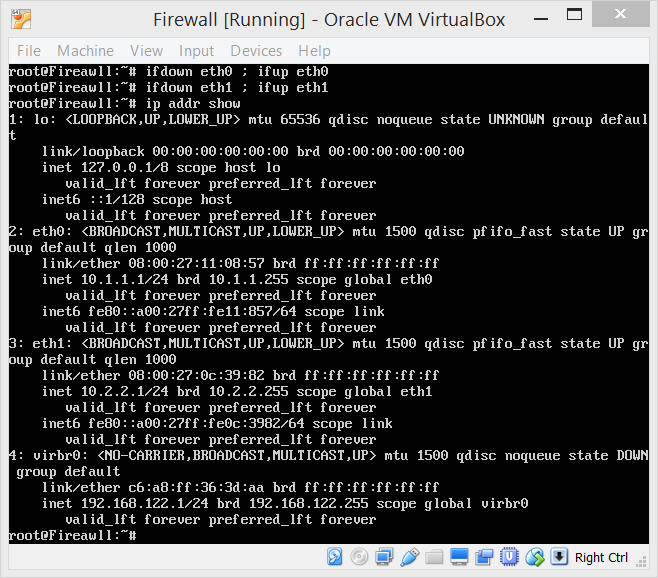 Firewall [Running] - Oracle VM VirtualBox
File Machine View Input Devices Help
root@Fireawll:~# ifdown eth0 ; ifup eth0
root@Fireawll:~# ifdown eth1 ; ifup eth1
root@Fireawll:~# ip addr show
1: lo: <LOOPBACK,UP,LOWER_UP> mtu 65536 qdisc noqueue state UNKNOWN group defaul
t
    link/loopback 00:00:00:00:00:00 brd 00:00:00:00:00:00
    inet 127.0.0.1/8 scope host lo
       valid_lft forever preferred_lft forever
    inet6 ::1/128 scope host
       valid_lft forever preferred_lft forever
2: eth0: <BROADCAST,MULTICAST,UP,LOWER_UP> mtu 1500 qdisc pfifo_fast state UP gr
oup default qlen 1000
    link/ether 08:00:27:11:08:57 brd ff:ff:ff:ff:ff:ff
    inet 10.1.1.1/24 brd 10.1.1.255 scope global eth0
       valid_lft forever preferred_lft forever
    inet6 fe80::a00:27ff:fe11:857/64 scope link
       valid_lft forever preferred_lft forever
3: eth1: <BROADCAST,MULTICAST,UP,LOWER_UP> mtu 1500 qdisc pfifo_fast state UP gr
oup default qlen 1000
    link/ether 08:00:27:0c:39:82 brd ff:ff:ff:ff:ff:ff
    inet 10.2.2.1/24 brd 10.2.2.255 scope global eth1
       valid_lft forever preferred_lft forever
    inet6 fe80::a00:27ff:fe0c:3982/64 scope link
       valid_lft forever preferred_lft forever
4: virbr0: <NO-CARRIER,BROADCAST,MULTICAST,UP> mtu 1500 qdisc noqueue state DOWN
 group default
    link/ether c6:a8:ff:36:3d:aa brd ff:ff:ff:ff:ff:ff
    inet 192.168.122.1/24 brd 192.168.122.255 scope global virbr0
       valid_lft forever preferred_lft forever
root@Fireawll:~#
Right Ctrl